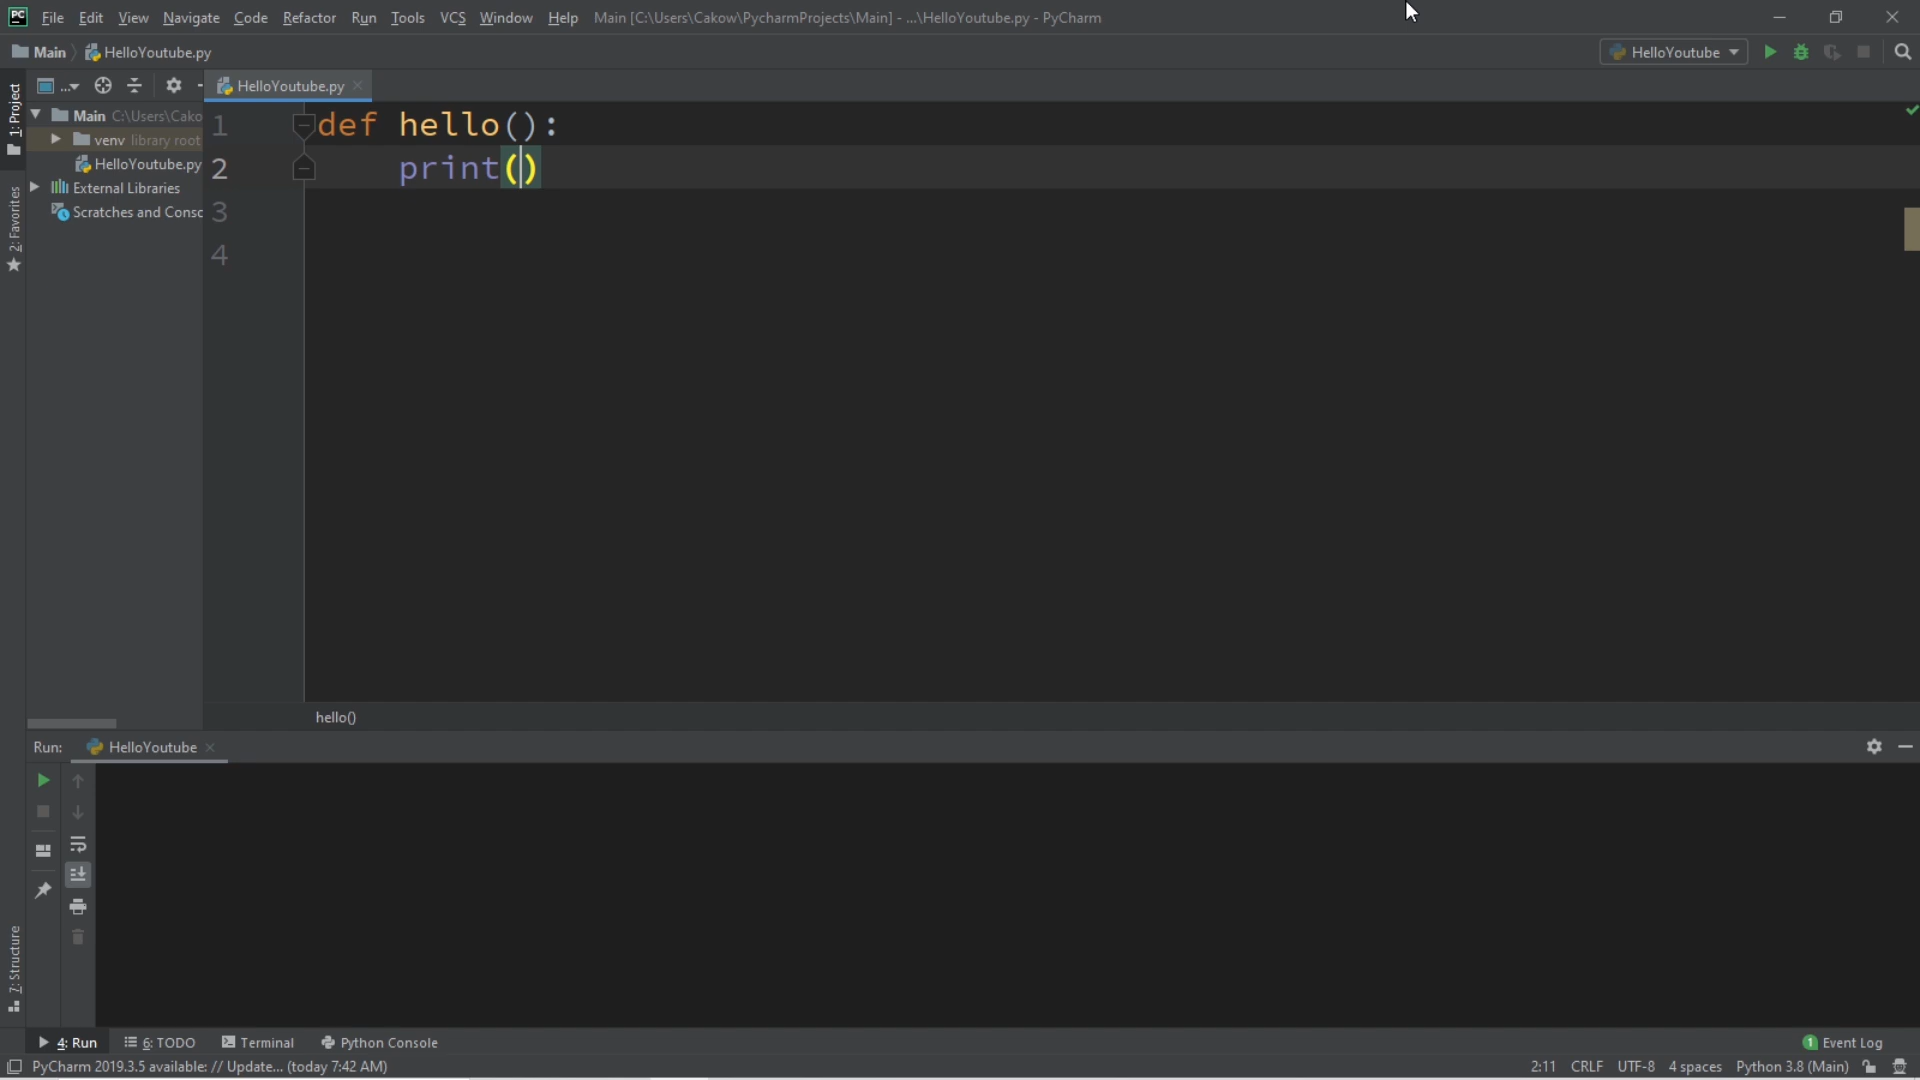 PC File Edit View Navigate Code Refactor Run Tools VCS Window Help Main [C:\Users\Cakow\PycharmProjects\Main] - ...\HelloYoutube.py - PyCharm
Main HelloYoutube.py HelloYoutube
1: Project
... HelloYoutube.py
Main C:\Users\Cako
venv library root
HelloYoutube.py
External Libraries
Scratches and Consc
2: Favorites
1 def hello():
2 print()
3
4
hello()
Run: HelloYoutube
7: Structure
4: Run 6: TODO Terminal Python Console 1 Event Log
PyCharm 2019.3.5 available: // Update... (today 7:42 AM) 2:11 CRLF UTF-8 4 spaces Python 3.8 (Main)